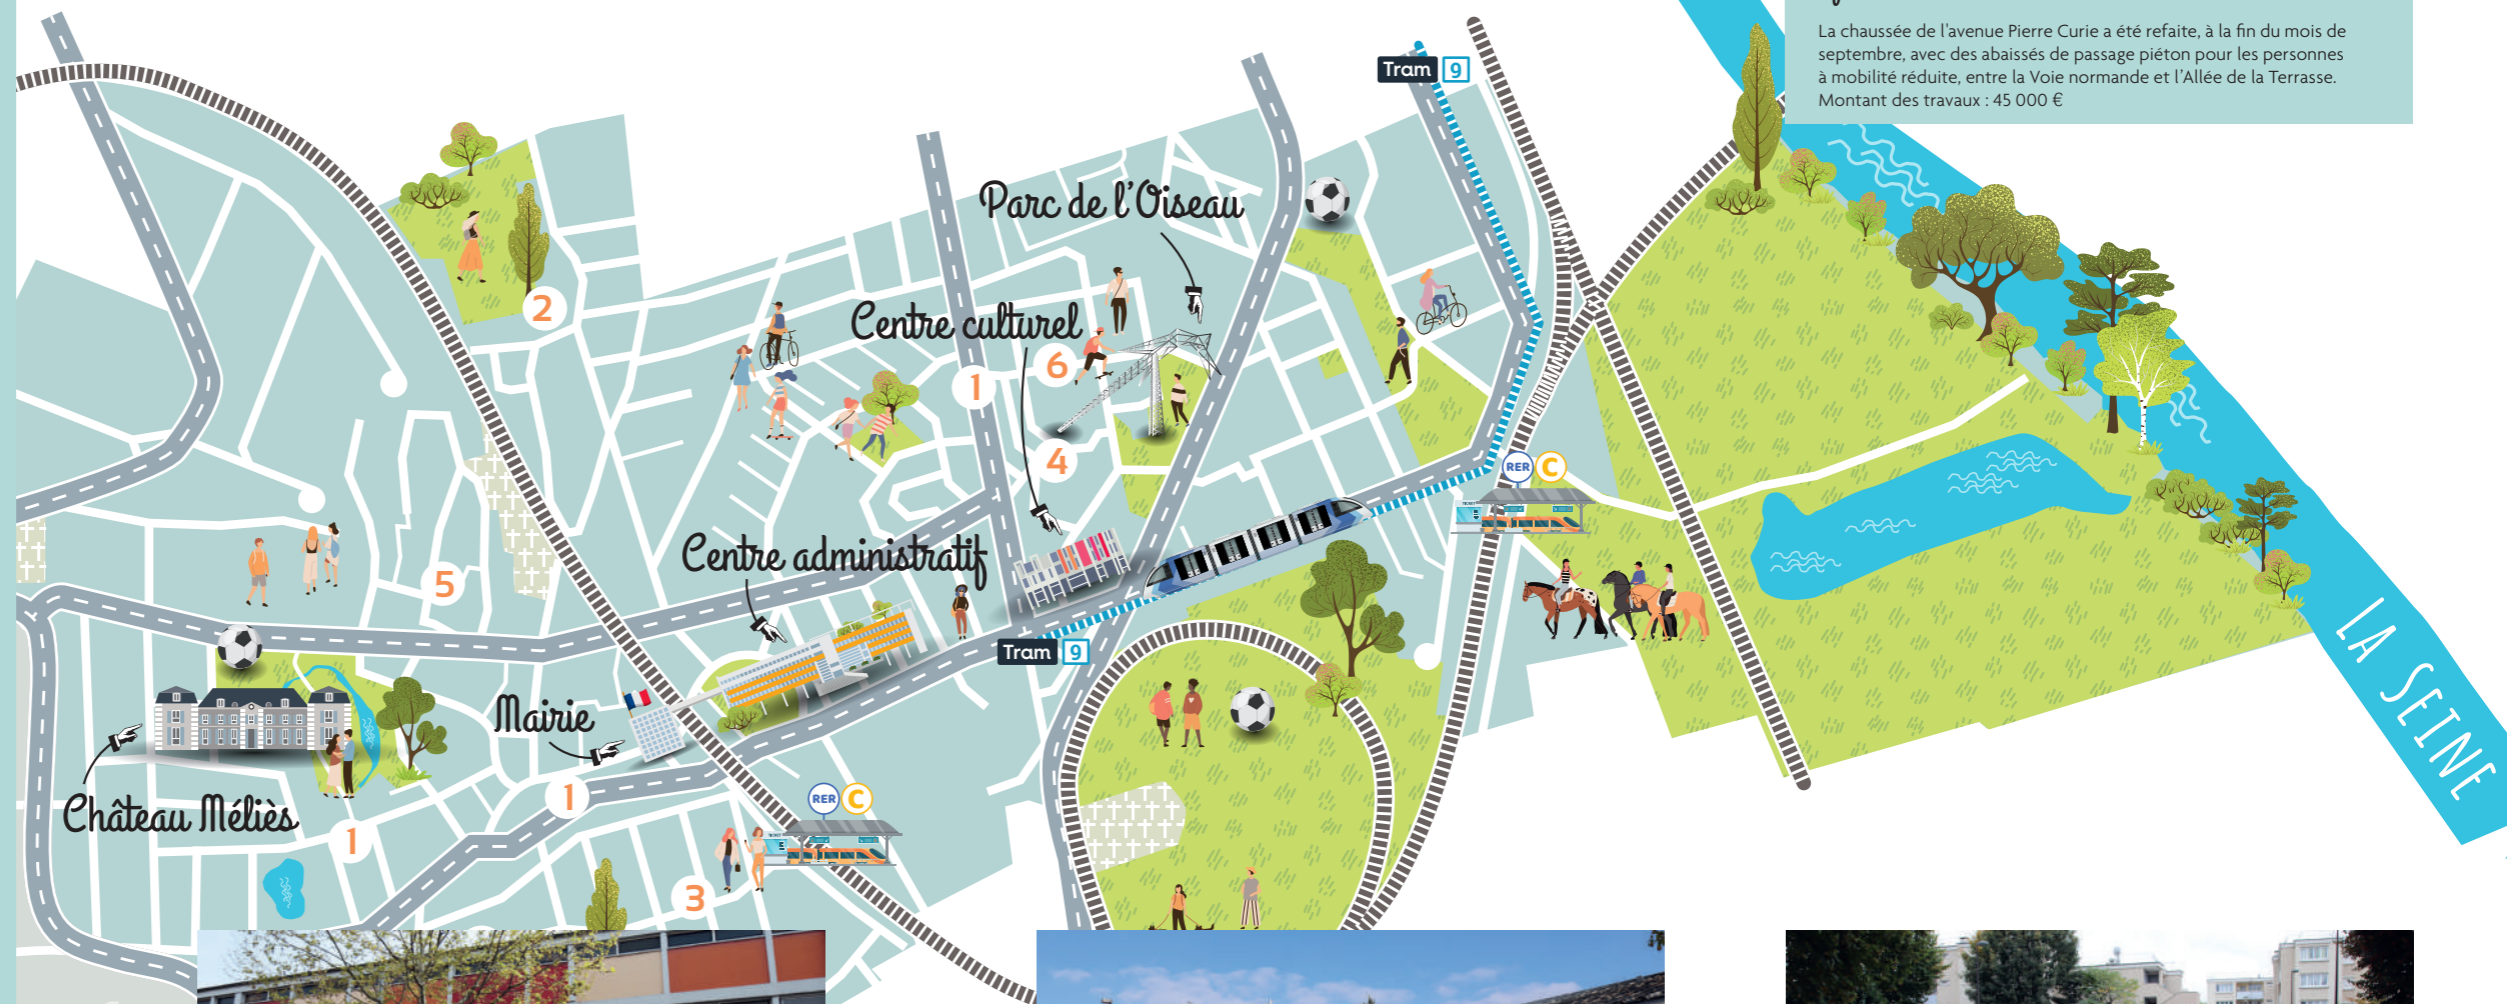 La chaussée de l'avenue Pierre Curie a été refaite, à la fin du mois de
septembre, avec des abaissés de passage piéton pour les personnes
à mobilité réduite, entre la Voie normande et l'Allée de la Terrasse.
Montant des travaux : 45 000 €
Tram 9
Parc de l'Oiseau
2
Centre culturel
1
6
4
RER C
Centre administratif
5
Tram 9
LA SEINE
Mairie
Château Méliès
1
RER C
1
3